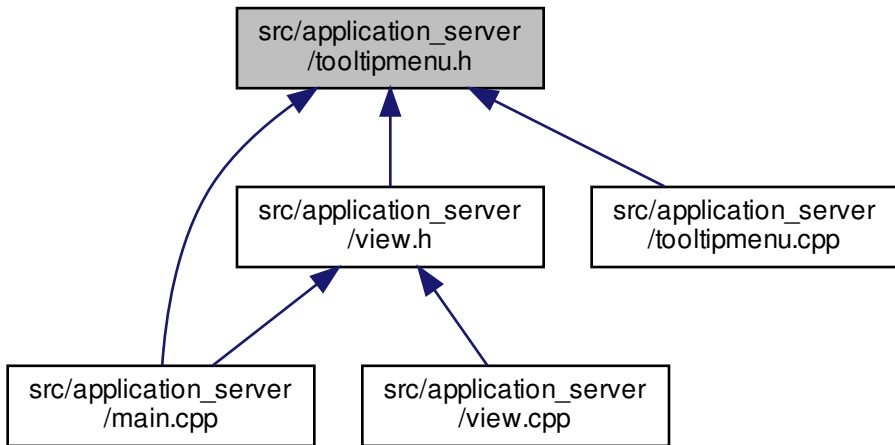 src/application_server
/tooltipmenu.h
src/application_server
/view.h
src/application_server
/tooltipmenu.cpp
src/application_server
/main.cpp
src/application_server
/view.cpp